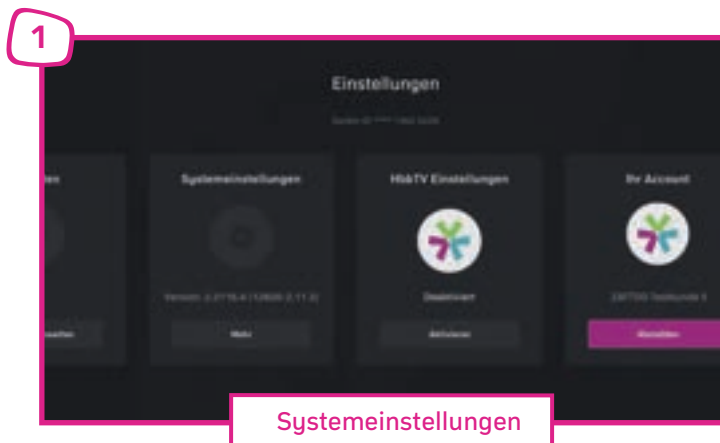 1
Einstellungen
Systemeinstellungen
HbbTV Einstellungen
Ihr Account
Deaktiviert
Mehr
Aktivieren
Abmelden
Systemeinstellungen